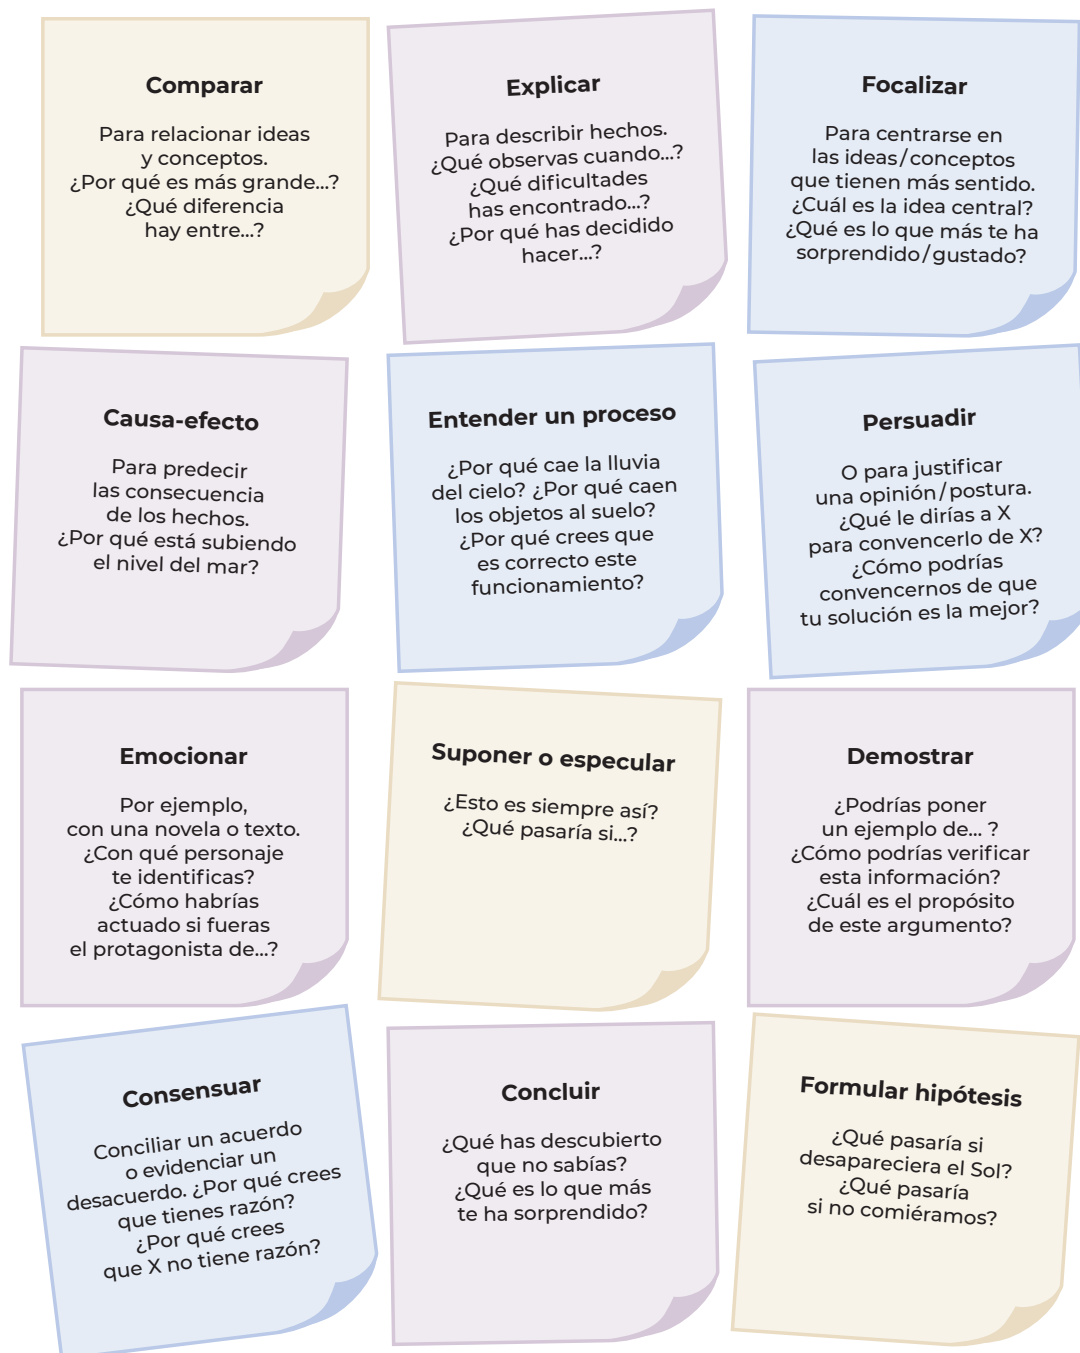 Comparar
Para relacionar ideas
y conceptos.
¿Por qué es más grande...?
¿Qué diferencia
hay entre...?
Explicar
Para describir hechos.
¿Qué observas cuando...?
¿Qué dificultades
has encontrado...?
¿Por qué has decidido
hacer...?
Focalizar
Para centrarse en
las ideas/conceptos
que tienen más sentido.
¿Cuál es la idea central?
¿Qué es lo que más te ha
sorprendido/gustado?
Causa-efecto
Para predecir
las consecuencia
de los hechos.
¿Por qué está subiendo
el nivel del mar?
Entender un proceso
¿Por qué cae la lluvia
del cielo? ¿Por qué caen
los objetos al suelo?
¿Por qué crees que
es correcto este
funcionamiento?
Persuadir
O para justificar
una opinión/postura.
¿Qué le dirías a X
para convencerlo de X?
¿Cómo podrías
convencernos de que
tu solución es la mejor?
Emocionar
Por ejemplo,
con una novela o texto.
¿Con qué personaje
te identificas?
¿Cómo habrías
actuado si fueras
el protagonista de...?
Suponer o especular
¿Esto es siempre así?
¿Qué pasaría si...?
Demostrar
¿Podrías poner
un ejemplo de... ?
¿Cómo podrías verificar
esta información?
¿Cuál es el propósito
de este argumento?
Consensuar
Conciliar un acuerdo
o evidenciar un
desacuerdo. ¿Por qué crees
que tienes razón?
¿Por qué crees
que X no tiene razón?
Concluir
¿Qué has descubierto
que no sabías?
¿Qué es lo que más
te ha sorprendido?
Formular hipótesis
¿Qué pasaría si
desapareciera el Sol?
¿Qué pasaría
si no comiéramos?